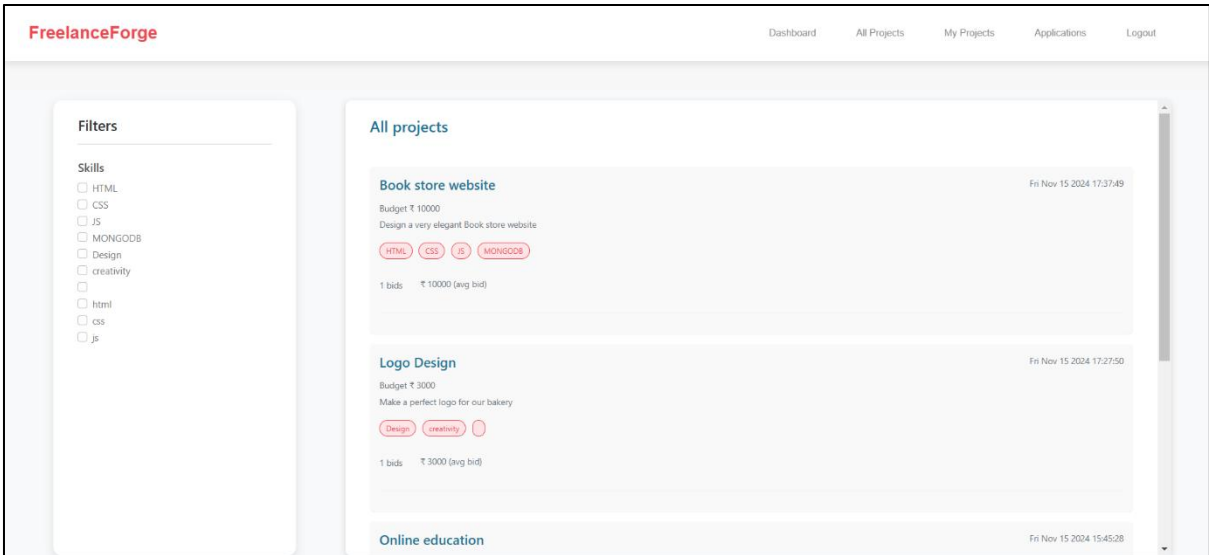 FreelanceForge
Dashboard All Projects My Projects Applications Logout
Filters
Skills
HTML
CSS
JS
MONGODB
Design
creativity
html
css
js
All projects
Book store website Fri Nov 15 2024 17:37:49
Budget ₹ 10000
Design a very elegant Book store website
HTML CSS JS MONGODB
1 bids ₹ 10000 (avg bid)
Logo Design Fri Nov 15 2024 17:27:50
Budget ₹ 3000
Make a perfect logo for our bakery
Design creativity
1 bids ₹ 3000 (avg bid)
Online education Fri Nov 15 2024 15:45:28